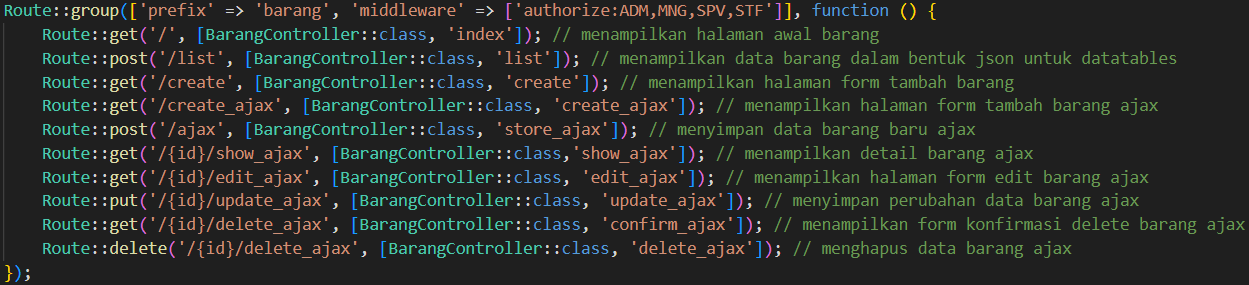 Route::group(['prefix' => 'barang', 'middleware' => ['authorize:ADM,MNG,SPV,STF']], function () {
Route::get('/', [BarangController::class, 'index']); // menampilkan halaman awal barang
Route::post('/list', [BarangController::class, 'list']); // menampilkan data barang dalam bentuk json untuk datatables
Route::get('/create', [BarangController::class, 'create']); // menampilkan halaman form tambah barang
Route::get('/create_ajax', [BarangController::class, 'create_ajax']); // menampilkan halaman form tambah barang ajax
Route::post('/ajax', [BarangController::class, 'store_ajax']); // menyimpan data barang baru ajax
Route::get('/{id}/show_ajax', [BarangController::class,'show_ajax']); // menampilkan detail barang ajax
Route::get('/{id}/edit_ajax', [BarangController::class, 'edit_ajax']); // menampilkan halaman form edit barang ajax
Route::put('/{id}/update_ajax', [BarangController::class, 'update_ajax']); // menyimpan perubahan data barang ajax
Route::get('/{id}/delete_ajax', [BarangController::class, 'confirm_ajax']); // menampilkan form konfirmasi delete barang ajax
Route::delete('/{id}/delete_ajax', [BarangController::class, 'delete_ajax']); // menghapus data barang ajax
});